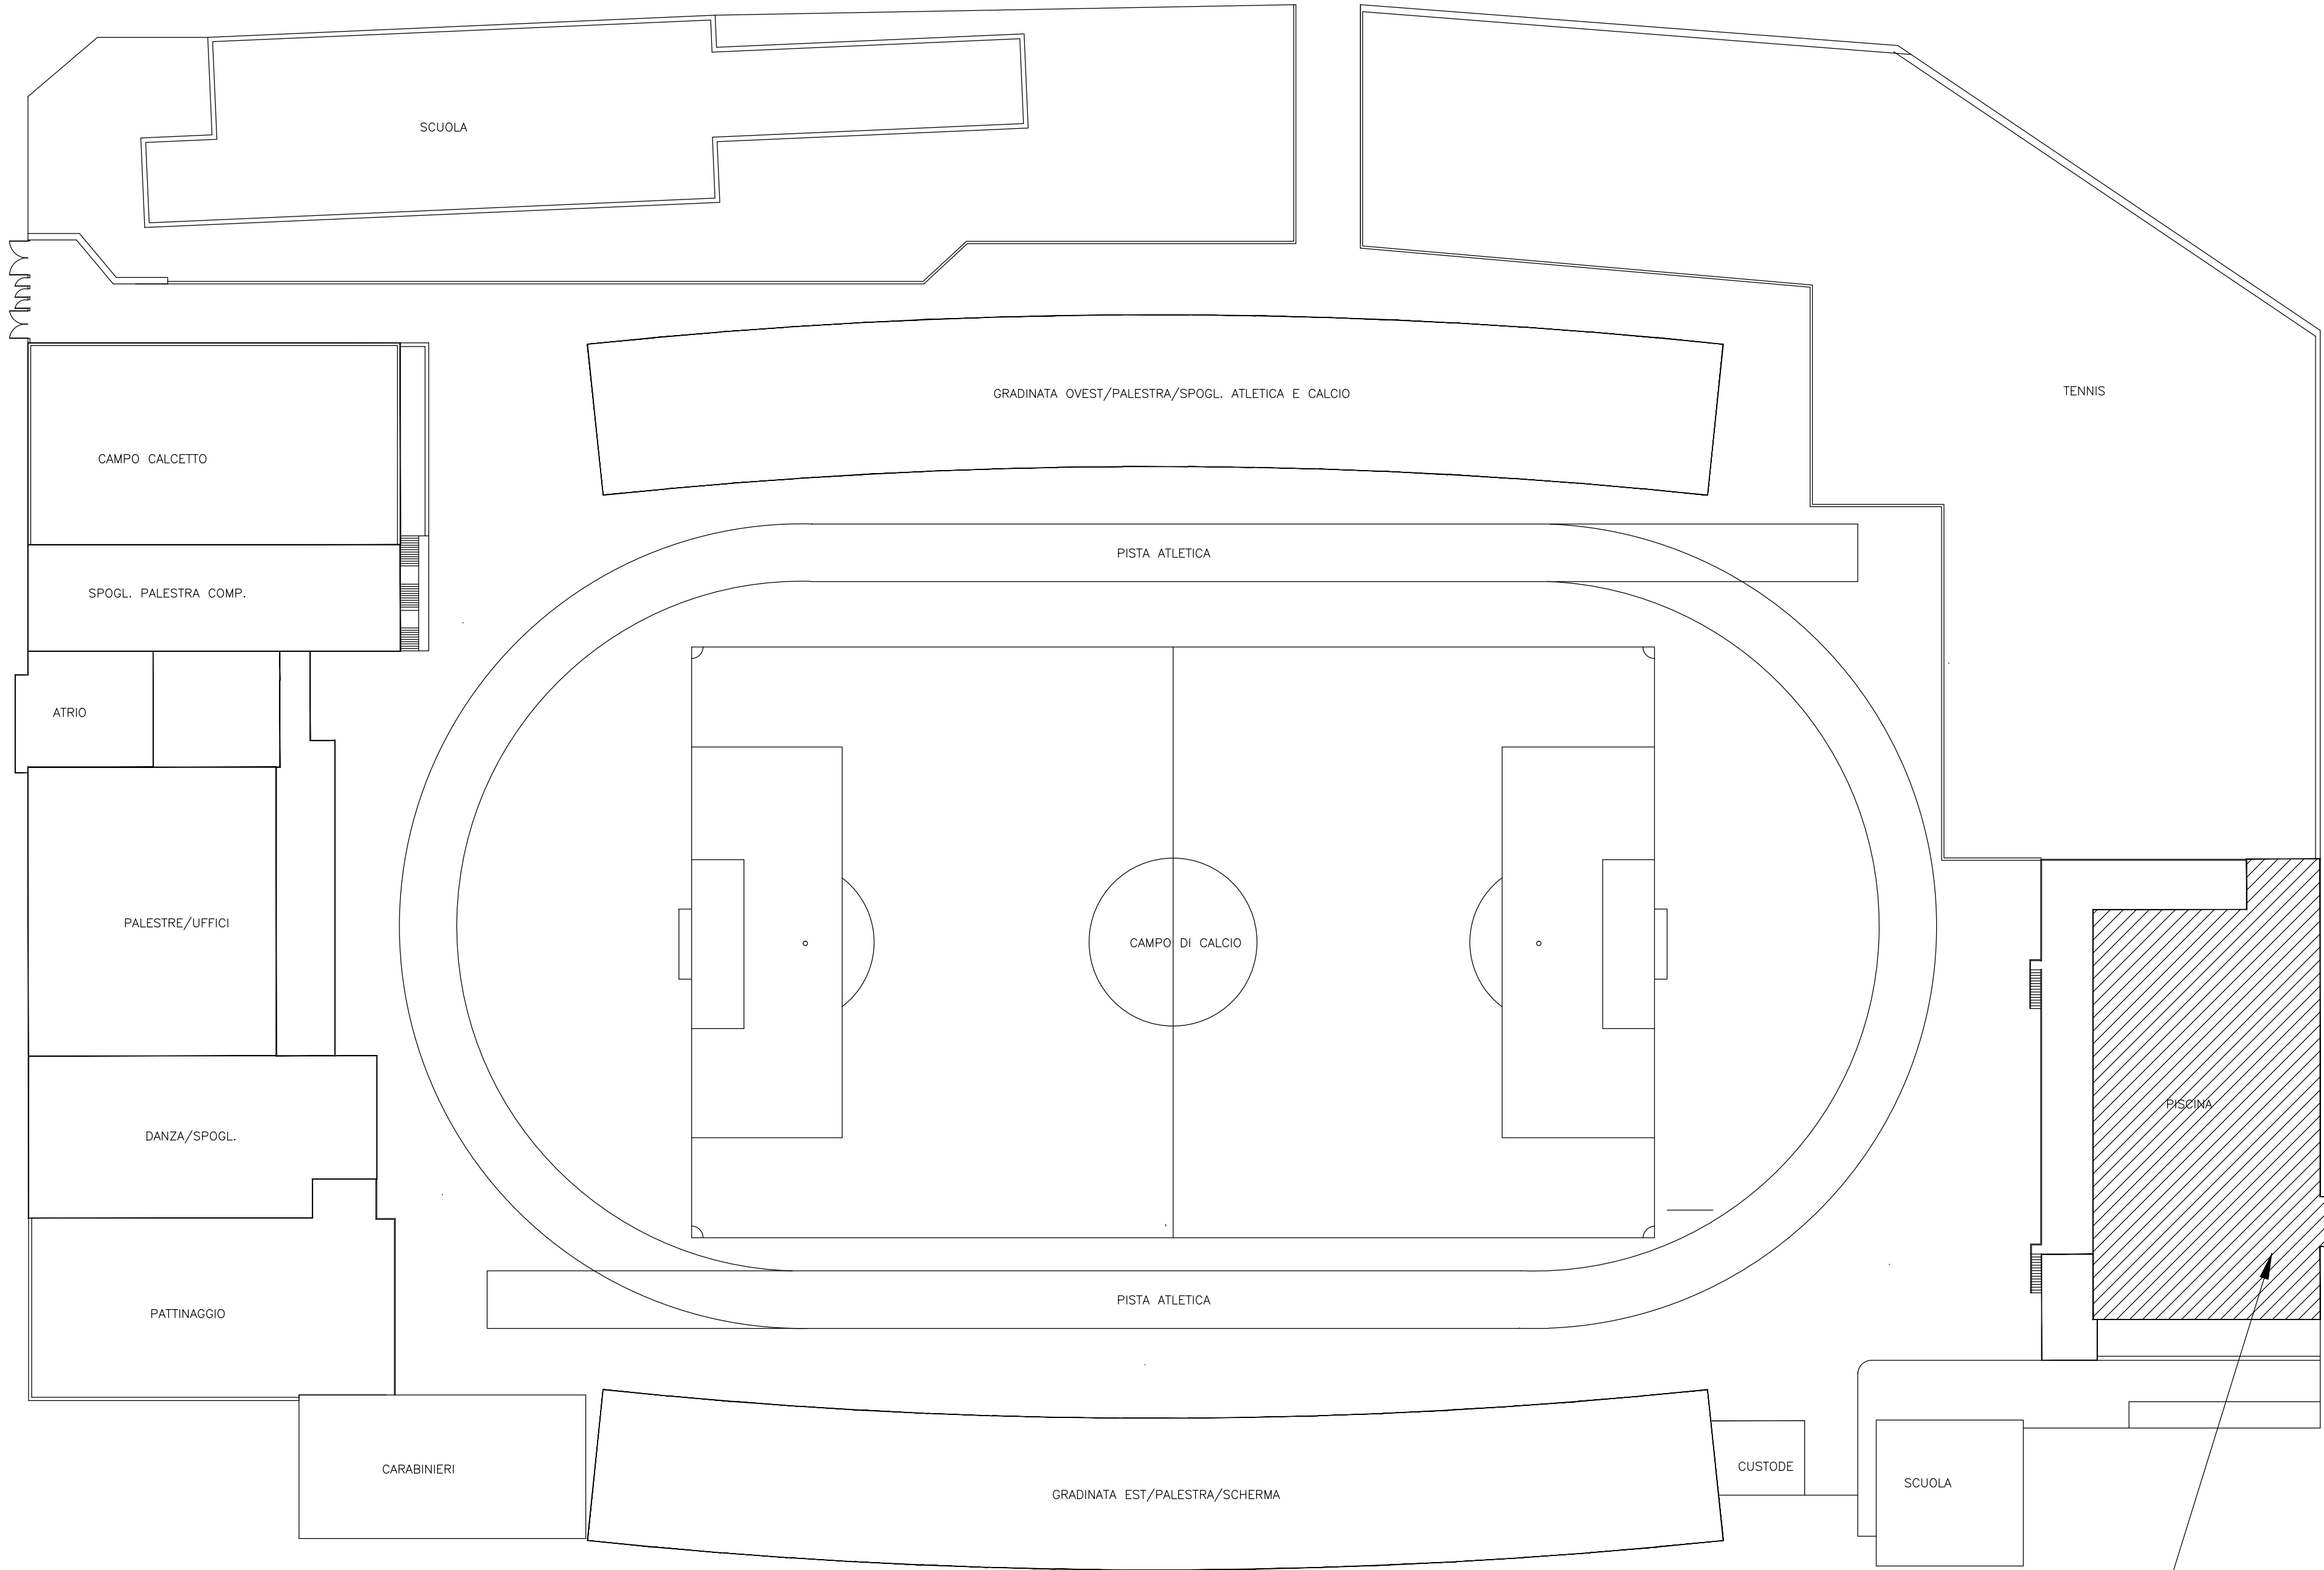 SCUOLA
TENNIS
GRADINATA OVEST/PALESTRA/SPOGL. ATLETICA E CALCIO
CAMPO CALCETTO
PISTA ATLETICA
SPOGL. PALESTRA COMP.
ATRIO
PALESTRE/UFFICI
CAMPO DI CALCIO
PISCINA
DANZA/SPOGL.
PISTA ATLETICA
PATTINAGGIO
CUSTODE
CARABINIERI
SCUOLA
GRADINATA EST/PALESTRA/SCHERMA